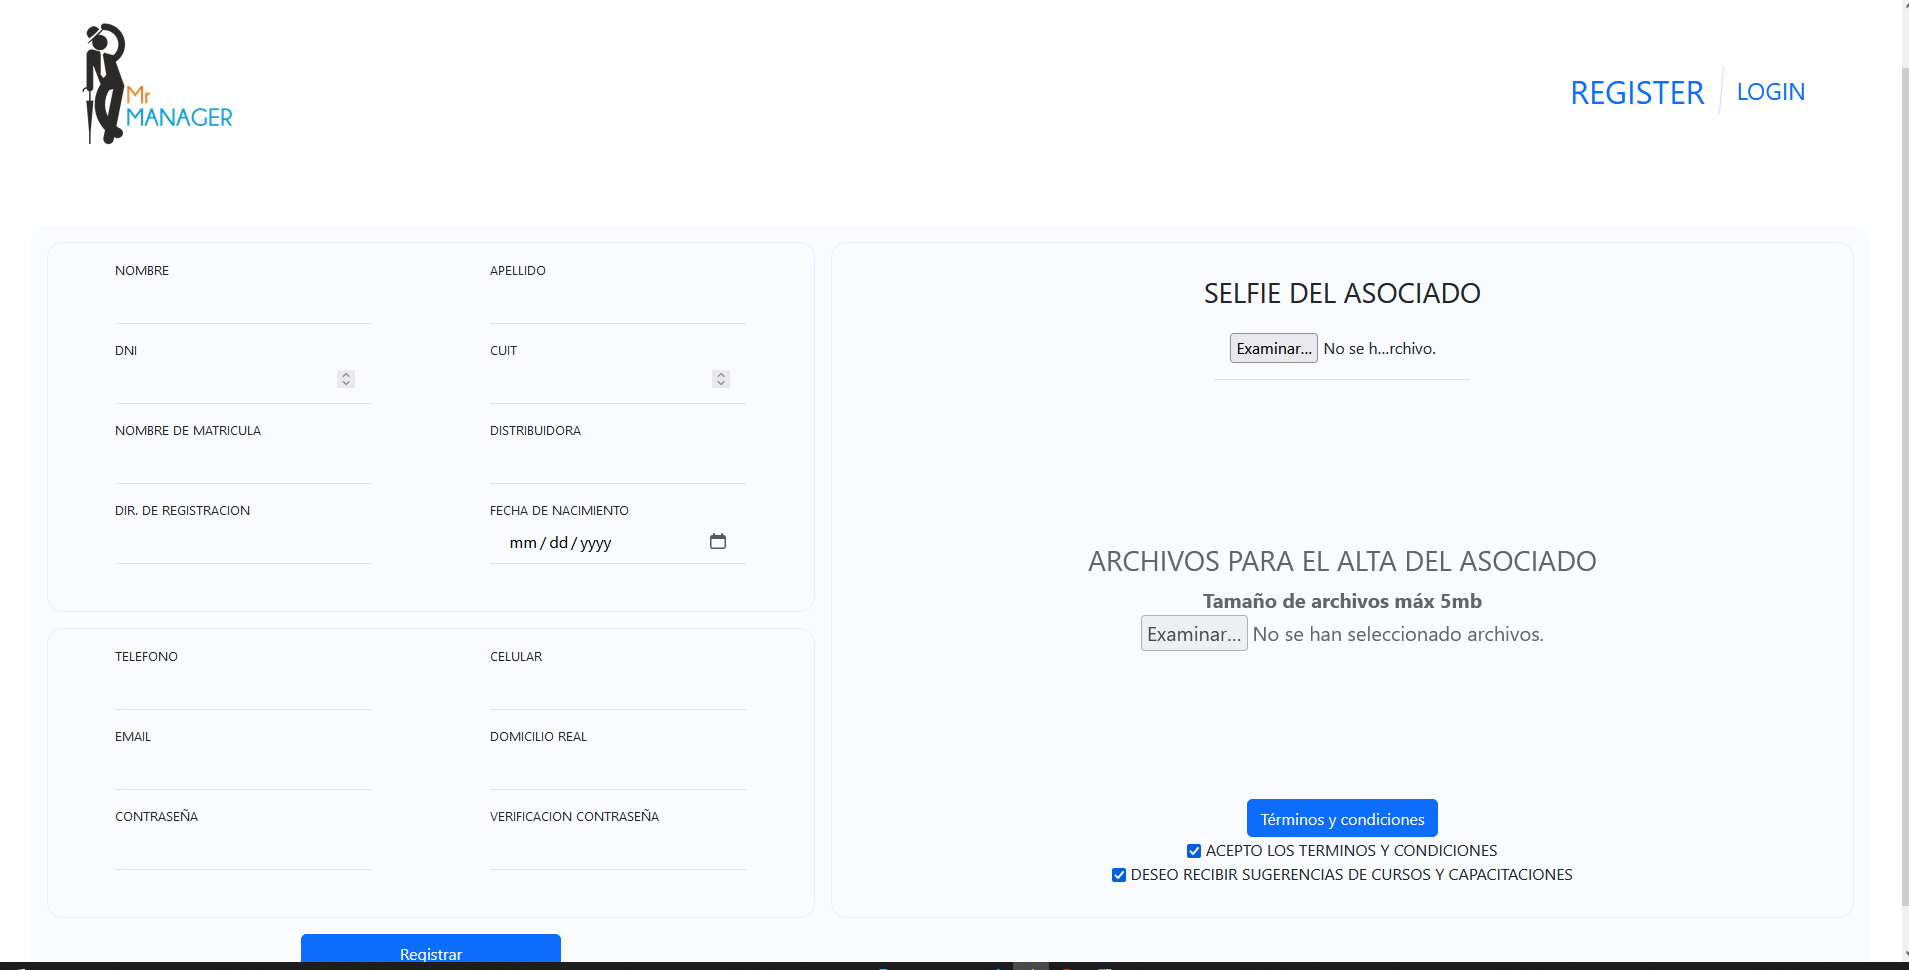 Mr
MANAGER
REGISTER
LOGIN
NOMBRE
APELLIDO
DNI
CUIT
NOMBRE DE MATRICULA
DISTRIBUIDORA
DIR. DE REGISTRACION
FECHA DE NACIMIENTO
mm/dd/yyyy
TELEFONO
CELULAR
EMAIL
DOMICILIO REAL
CONTRASEÑA
VERIFICACION CONTRASEÑA
Registrar
SELFIE DEL ASOCIADO
Examinar... No se h...rchivo.
ARCHIVOS PARA EL ALTA DEL ASOCIADO
Tamaño de archivos máx 5mb
Examinar... No se han seleccionado archivos.
Términos y condiciones
ACEPTO LOS TERMINOS Y CONDICIONES
DESEO RECIBIR SUGERENCIAS DE CURSOS Y CAPACITACIONES